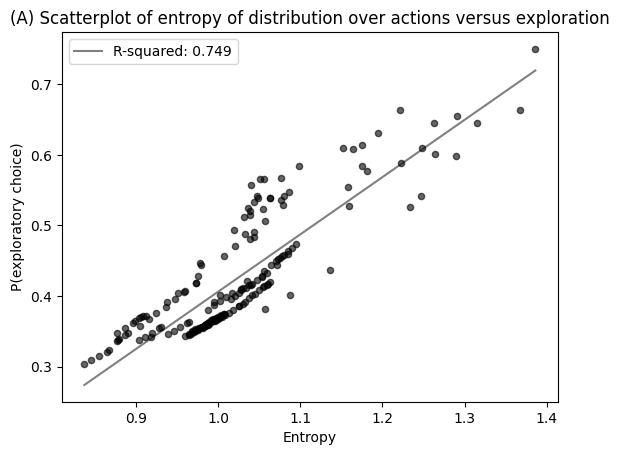 (A) Scatterplot of entropy of distribution over actions versus exploration
R-squared: 0.749
P(exploratory choice)
0.7
0.6
0.5
0.4
0.3
0.9 1.0 1.1 1.2 1.3 1.4
Entropy